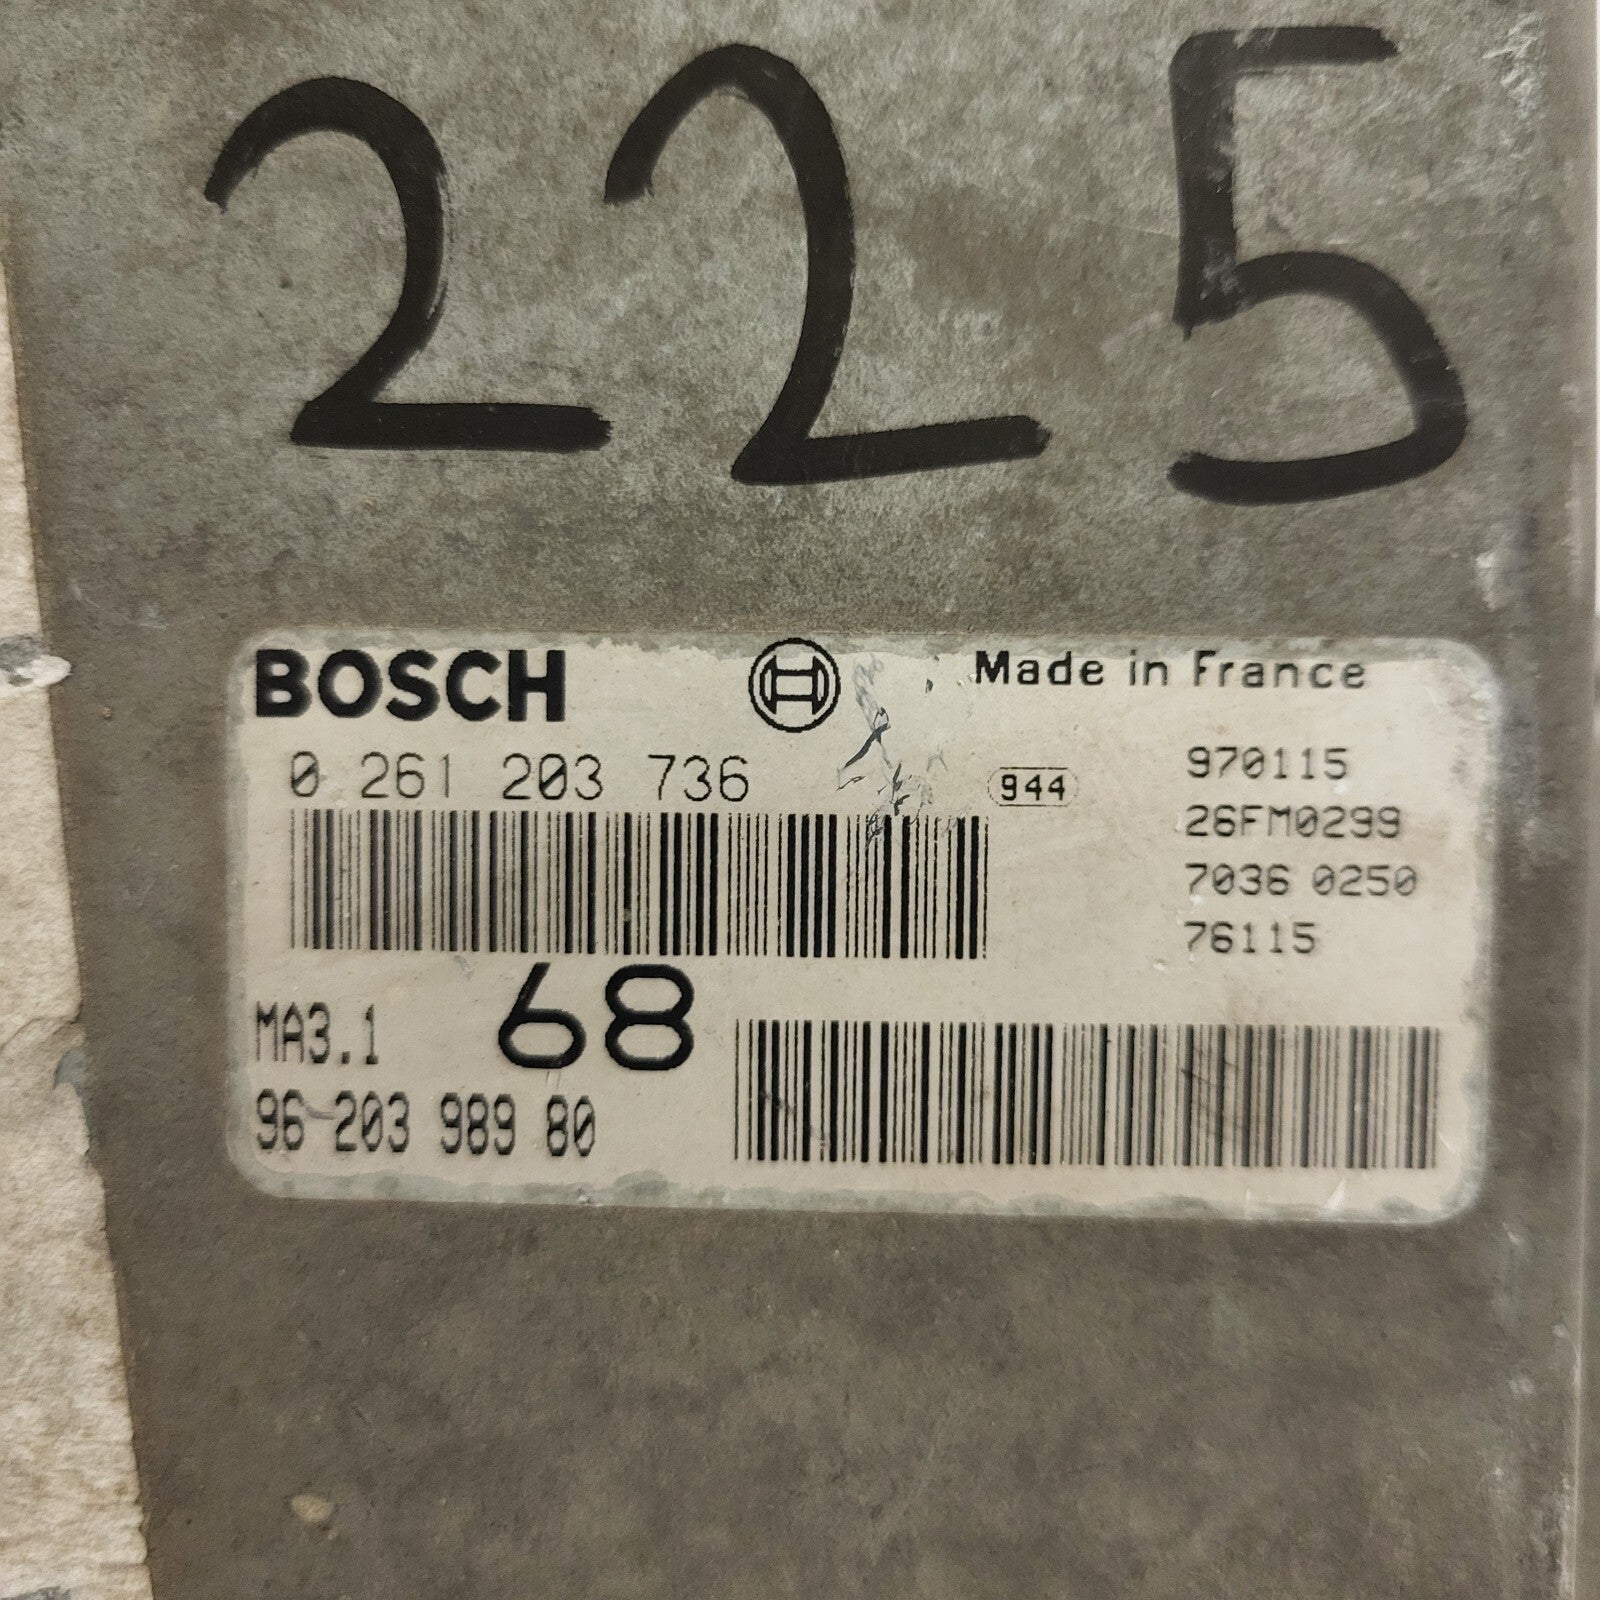 225
BOSCH Made in France
0 261 203 736
944
970115
26FM0299
7036 0250
76115
MA3.1
68
96 203 989 80